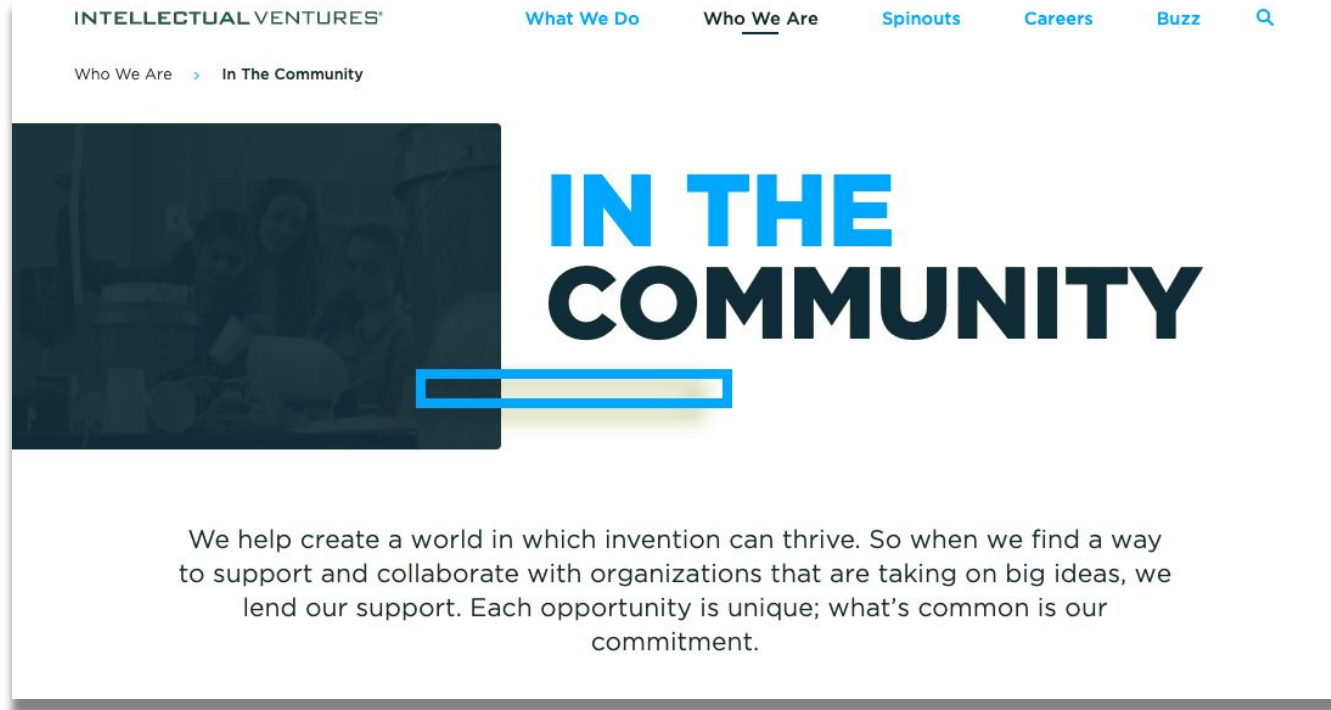 INTELLECTUAL VENTURES®
What We Do Who We Are Spinouts Careers Buzz
Who We Are › In The Community
IN THE
COMMUNITY
We help create a world in which invention can thrive. So when we find a way
to support and collaborate with organizations that are taking on big ideas, we
lend our support. Each opportunity is unique; what’s common is our
commitment.